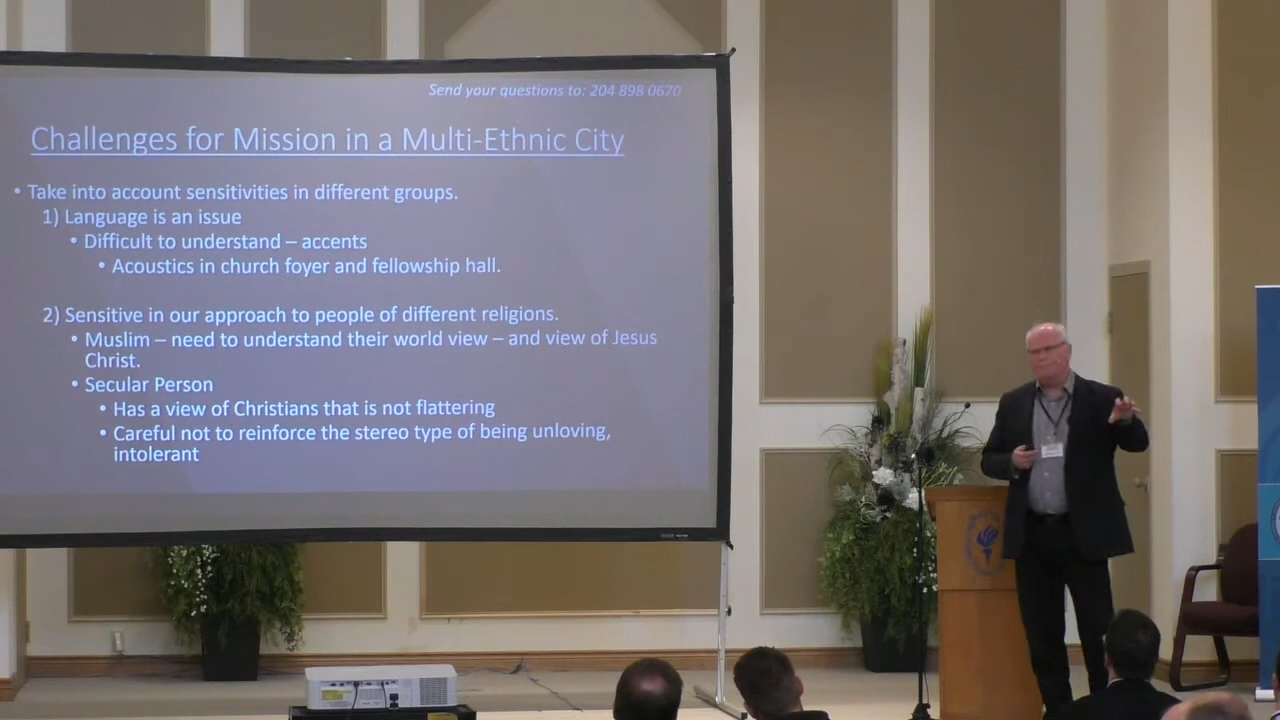 Send your questions to: 204 898 0670
Challenges for Mission in a Multi-Ethnic City
• Take into account sensitivities in different groups.
1) Language is an issue
• Difficult to understand – accents
• Acoustics in church foyer and fellowship hall.
2) Sensitive in our approach to people of different religions.
• Muslim – need to understand their world view – and view of Jesus
Christ.
• Secular Person
• Has a view of Christians that is not flattering
• Careful not to reinforce the stereo type of being unloving,
intolerant